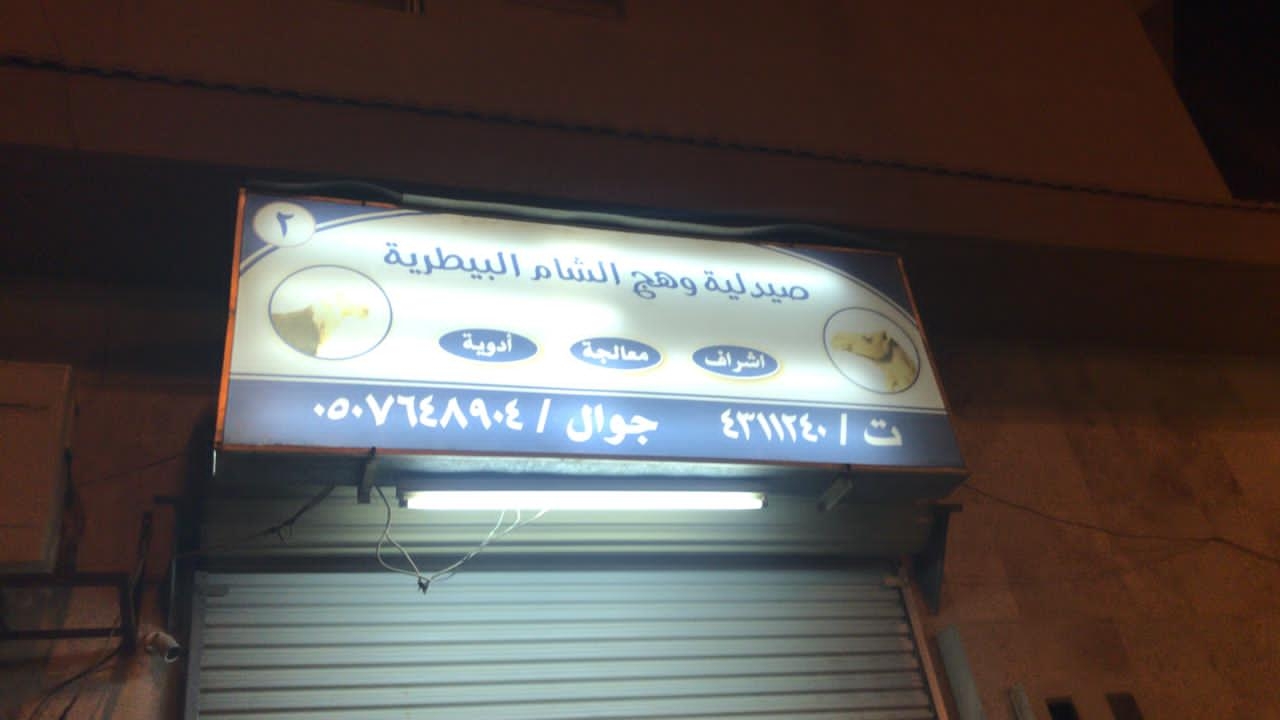 ٢
صيدلية وهج الشام البيطرية
اشراف معالجة أدوية
ت / ٤٣١١٢٤٠ جوال / ٠٥٠٧٦٤٨٩٠٤